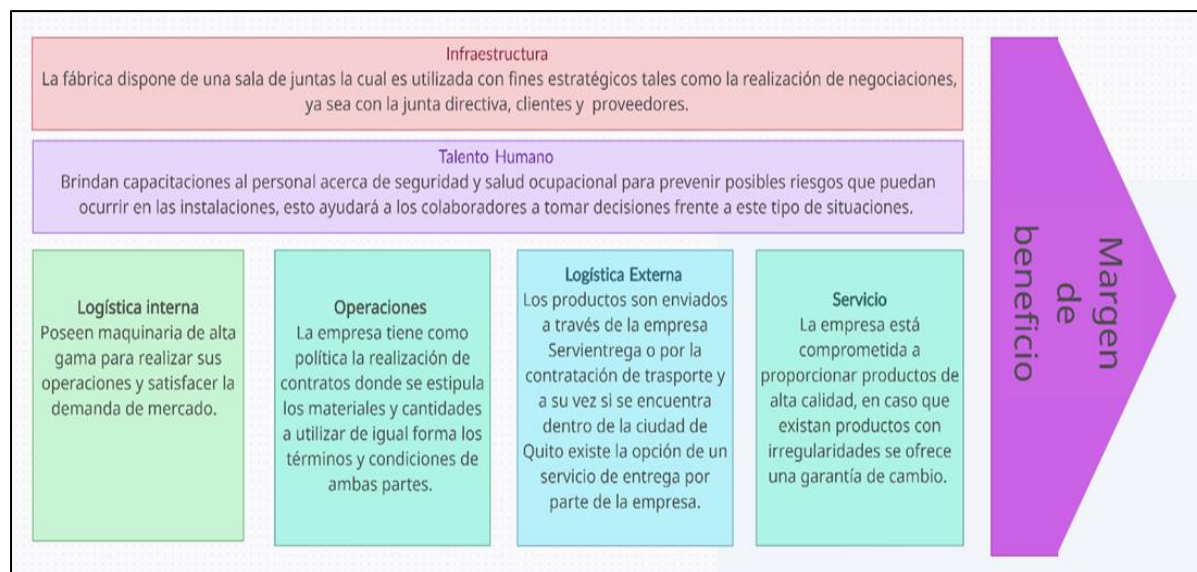 Infraestructura
La fábrica dispone de una sala de juntas la cual es utilizada con fines estratégicos tales como la realización de negociaciones,
ya sea con la junta directiva, clientes y proveedores.
Talento Humano
Brindan capacitaciones al personal acerca de seguridad y salud ocupacional para prevenir posibles riesgos que puedan
ocurrir en las instalaciones, esto ayudará a los colaboradores a tomar decisiones frente a este tipo de situaciones.
Logística interna
Poseen maquinaria de alta
gama para realizar sus
operaciones y satisfacer la
demanda de mercado.
Operaciones
La empresa tiene como
política la realización de
contratos donde se estipula
los materiales y cantidades
a utilizar de igual forma los
términos y condiciones de
ambas partes.
Logística Externa
Los productos son enviados
a través de la empresa
Servientrega o por la
contratación de trasporte y
a su vez si se encuentra
dentro de la ciudad de
Quito existe la opción de un
servicio de entrega por
parte de la empresa.
Servicio
La empresa está
comprometida a
proporcionar productos de
alta calidad, en caso que
existan productos con
irregularidades se ofrece
una garantía de cambio.
Margen
de
beneficio